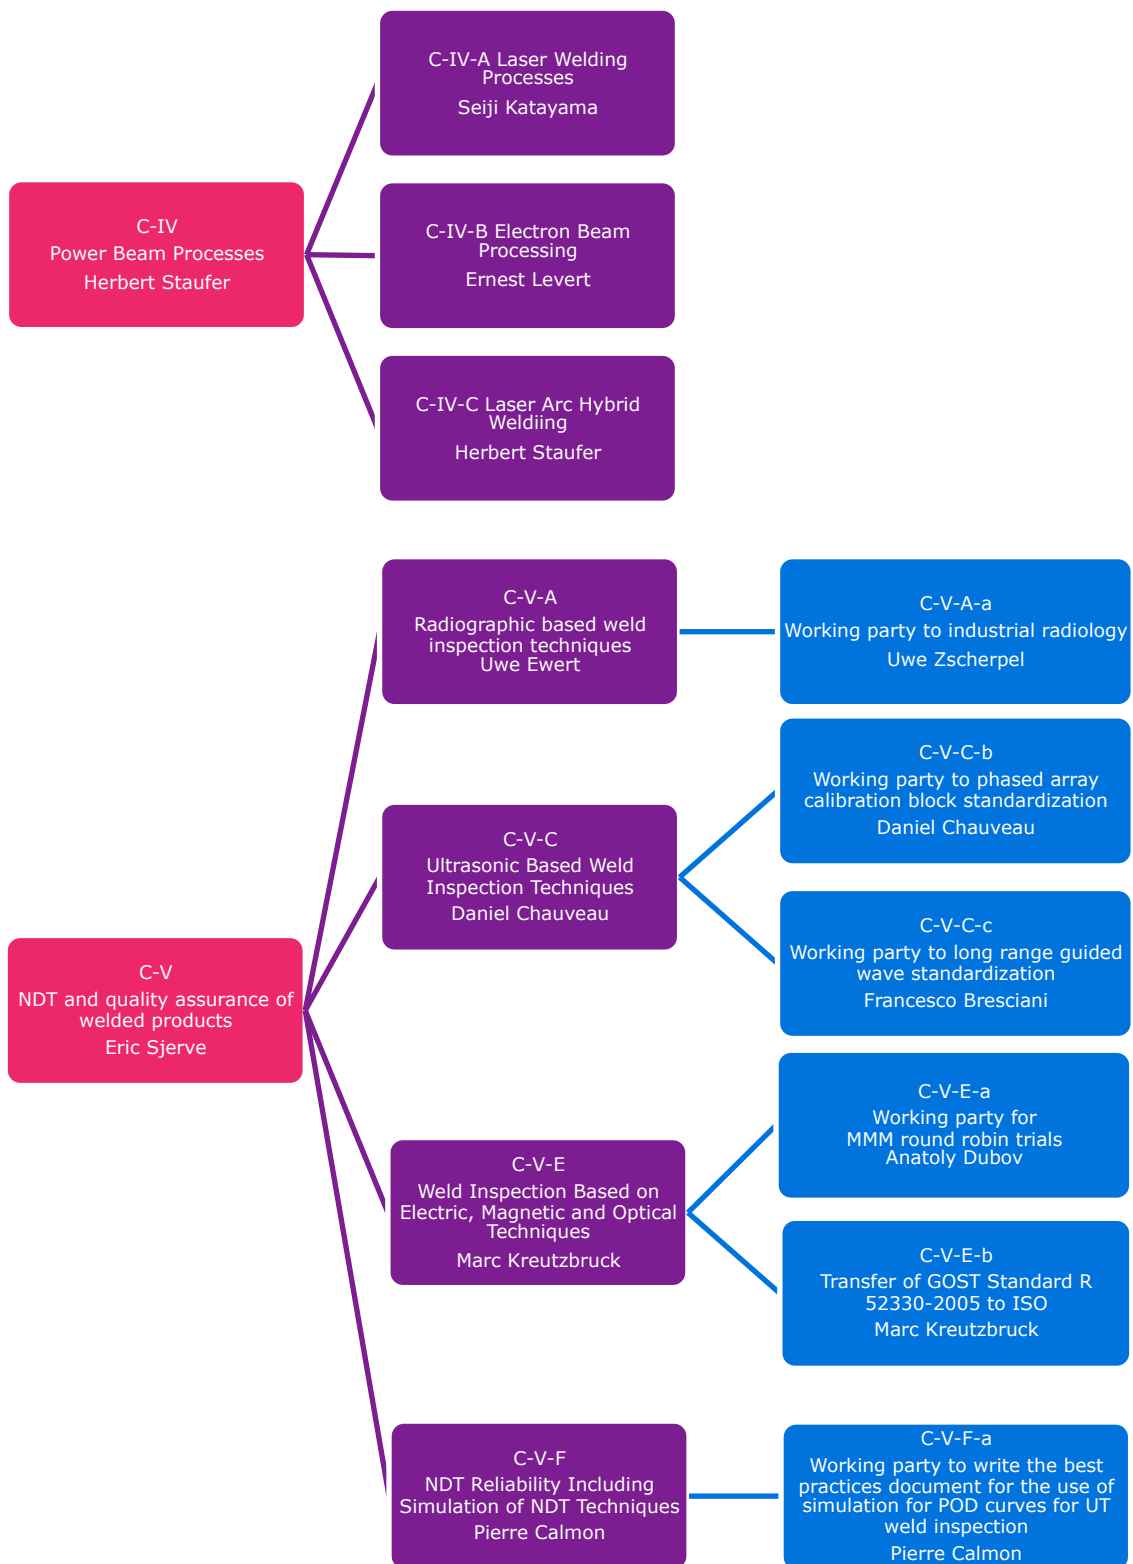 C-IV-A Laser Welding
Processes
Seiji Katayama
C-IV
Power Beam Processes
Herbert Staufer
C-IV-B Electron Beam
Processing
Ernest Levert
C-IV-C Laser Arc Hybrid
Weldiing
Herbert Staufer
C-V
NDT and quality assurance of
welded products
Eric Sjerve
C-V-A
Radiographic based weld
inspection techniques
Uwe Ewert
C-V-A-a
Working party to industrial radiology
Uwe Zscherpel
C-V-C
Ultrasonic Based Weld
Inspection Techniques
Daniel Chauveau
C-V-C-b
Working party to phased array
calibration block standardization
Daniel Chauveau
C-V-C-c
Working party to long range guided
wave standardization
Francesco Bresciani
C-V-E
Weld Inspection Based on
Electric, Magnetic and Optical
Techniques
Marc Kreutzbruck
C-V-E-a
Working party for
MMM round robin trials
Anatoly Dubov
C-V-E-b
Transfer of GOST Standard R
52330-2005 to ISO
Marc Kreutzbruck
C-V-F
NDT Reliability Including
Simulation of NDT Techniques
Pierre Calmon
C-V-F-a
Working party to write the best
practices document for the use of
simulation for POD curves for UT
weld inspection
Pierre Calmon